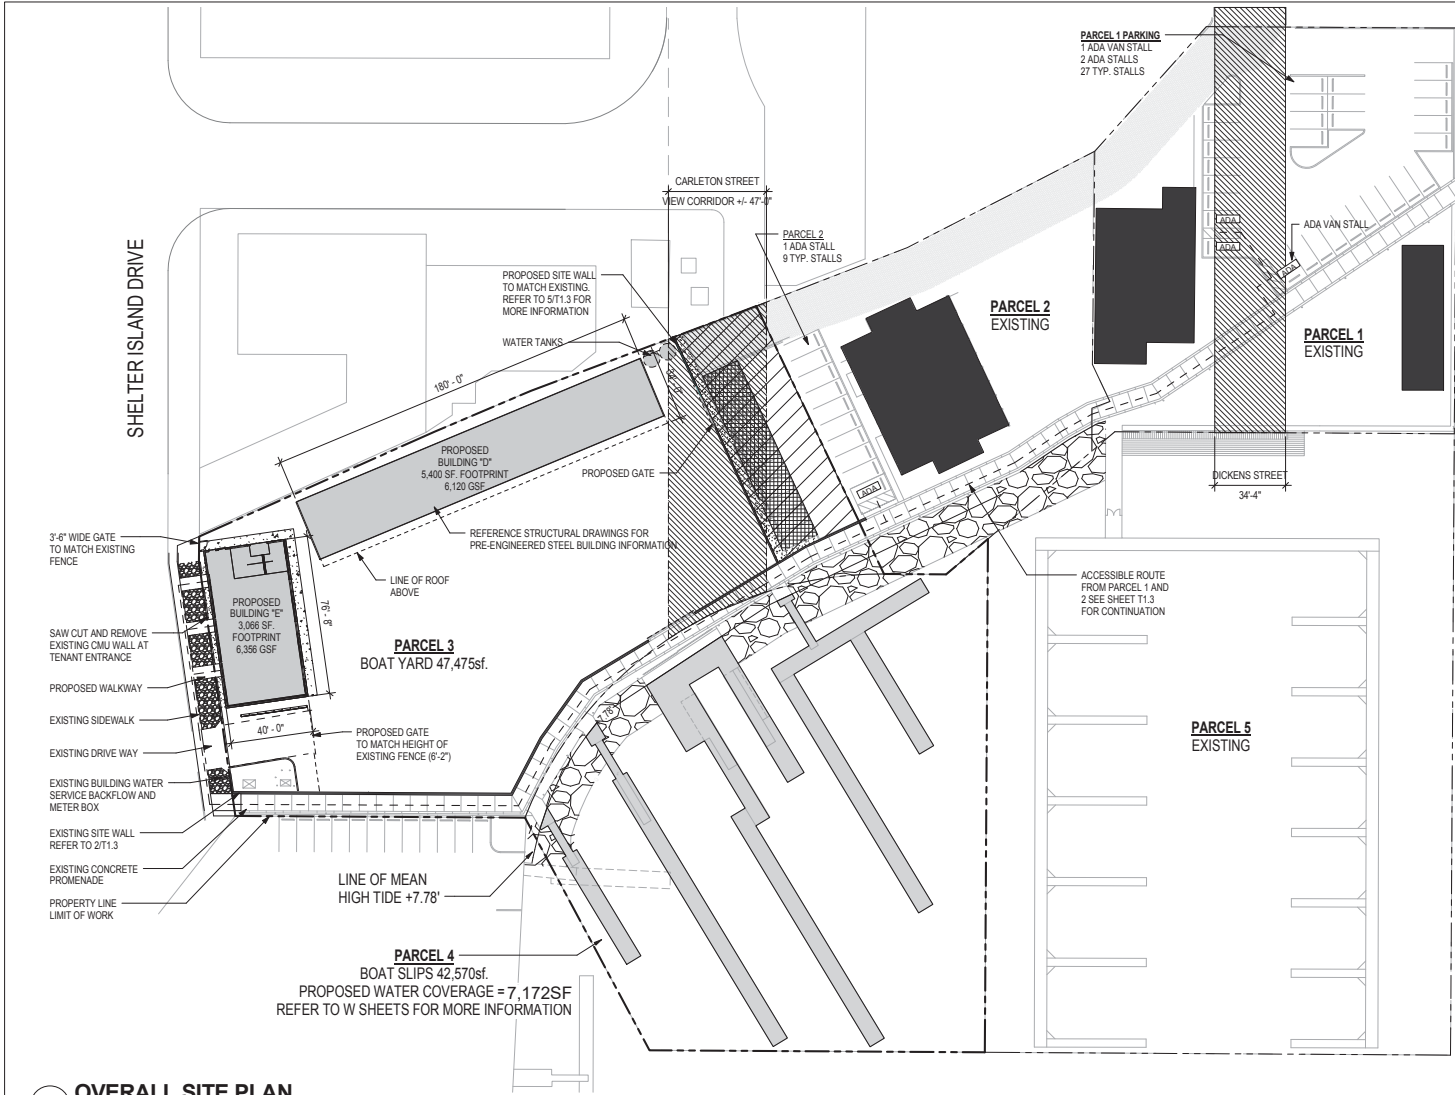 PARCEL 1 PARKING
1 ADA VAN STALL
2 ADA STALLS
27 TYP. STALLS
CARLETON STREET
VIEW CORRIDOR +/- 47'-0"
PARCEL 2
1 ADA STALL
9 TYP. STALLS
ADA
ADA
ADA
ADA VAN STALL
SHELTER ISLAND DRIVE
PROPOSED SITE WALL
TO MATCH EXISTING.
REFER TO 5/T1.3 FOR
MORE INFORMATION
WATER TANKS
180' - 0"
PARCEL 2
EXISTING
PARCEL 1
EXISTING
PROPOSED
BUILDING "D"
5,400 SF. FOOTPRINT
6,120 GSF.
PROPOSED GATE
ADA
DICKENS STREET
34'-4"
3'-6" WIDE GATE
TO MATCH EXISTING
FENCE
REFERENCE STRUCTURAL DRAWINGS FOR
PRE-ENGINEERED STEEL BUILDING INFORMATION
LINE OF ROOF
ABOVE
ACCESSIBLE ROUTE
FROM PARCEL 1 AND
2 SEE SHEET T1.3
FOR CONTINUATION
PROPOSED
BUILDING "E"
3,066 SF.
FOOTPRINT
6,356 GSF
76' - 8"
SAW CUT AND REMOVE
EXISTING CMU WALL AT
TENANT ENTRANCE
PARCEL 3
BOAT YARD 47,475sf.
PROPOSED WALKWAY
EXISTING SIDEWALK
7.78'
40' - 0"
PROPOSED GATE
TO MATCH HEIGHT OF
EXISTING FENCE (6'-2")
PARCEL 5
EXISTING
EXISTING DRIVE WAY
EXISTING BUILDING WATER
SERVICE BACKFLOW AND
METER BOX
EXISTING SITE WALL
REFER TO 2/T1.3
EXISTING CONCRETE
PROMENADE
PROPERTY LINE
LIMIT OF WORK
LINE OF MEAN
HIGH TIDE +7.78'
PARCEL 4
BOAT SLIPS 42,570sf.
PROPOSED WATER COVERAGE = 7,172SF
REFER TO W SHEETS FOR MORE INFORMATION
OVERALL SITE PLAN